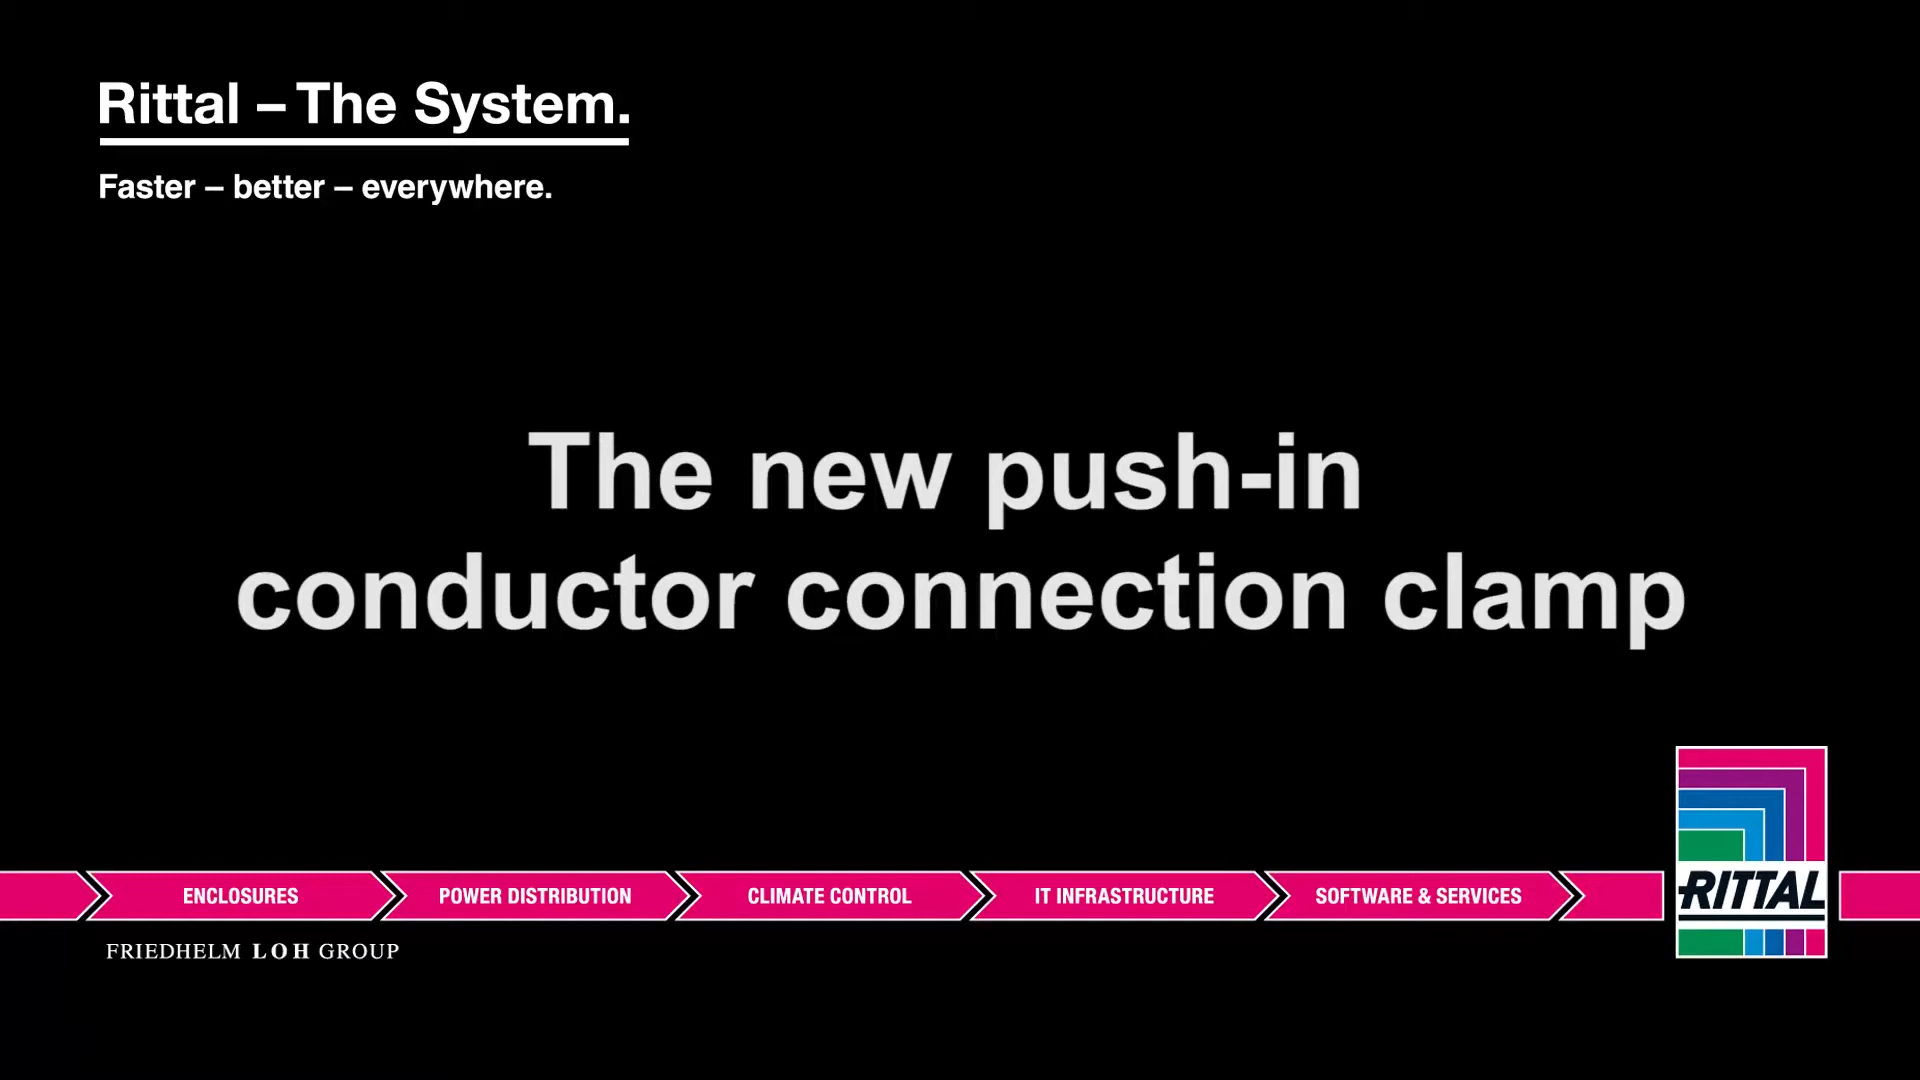 Rittal – The System.
Faster – better – everywhere.
The new push-in
conductor connection clamp
ENCLOSURES
POWER DISTRIBUTION
CLIMATE CONTROL
IT INFRASTRUCTURE
SOFTWARE & SERVICES
RITTAL
FRIEDHELM LOH GROUP